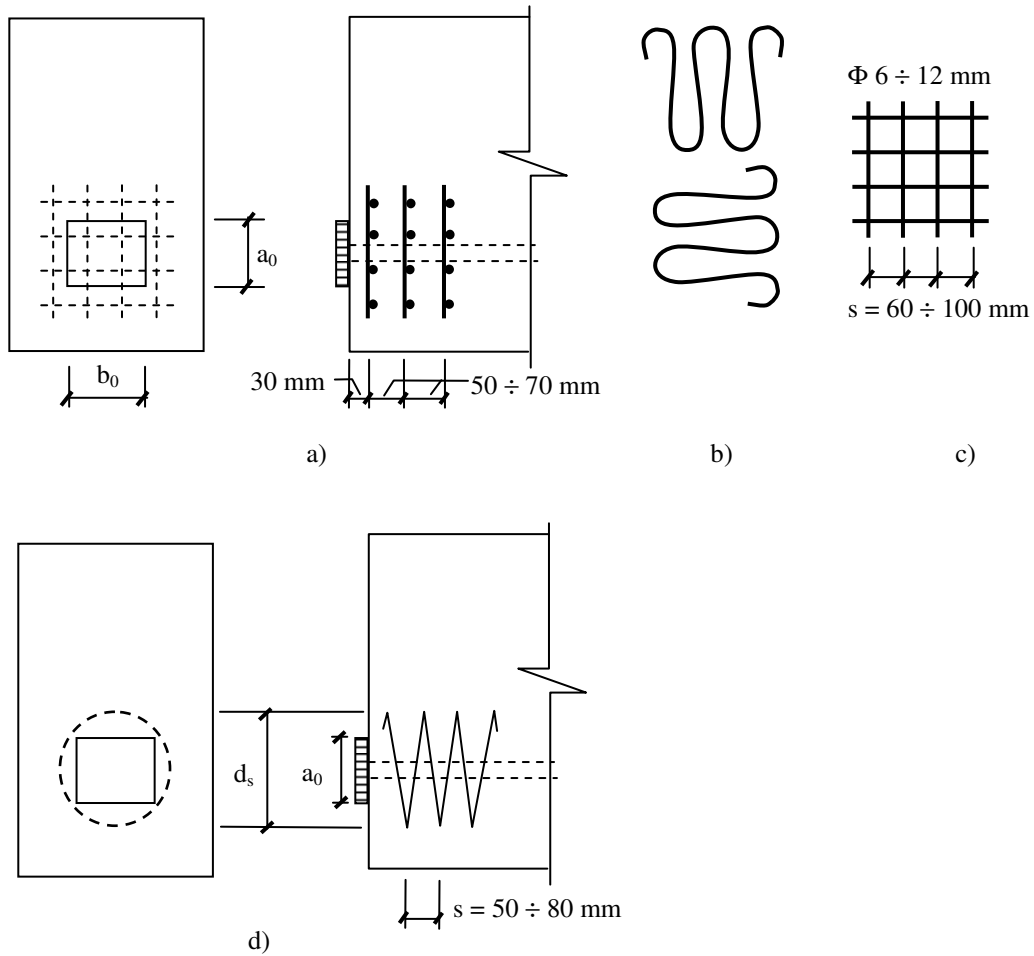 Φ 6 ÷ 12 mm
a₀
s = 60 ÷ 100 mm
b₀
30 mm
50 ÷ 70 mm
a)
b)
c)
dₛ
a₀
s = 50 ÷ 80 mm
d)